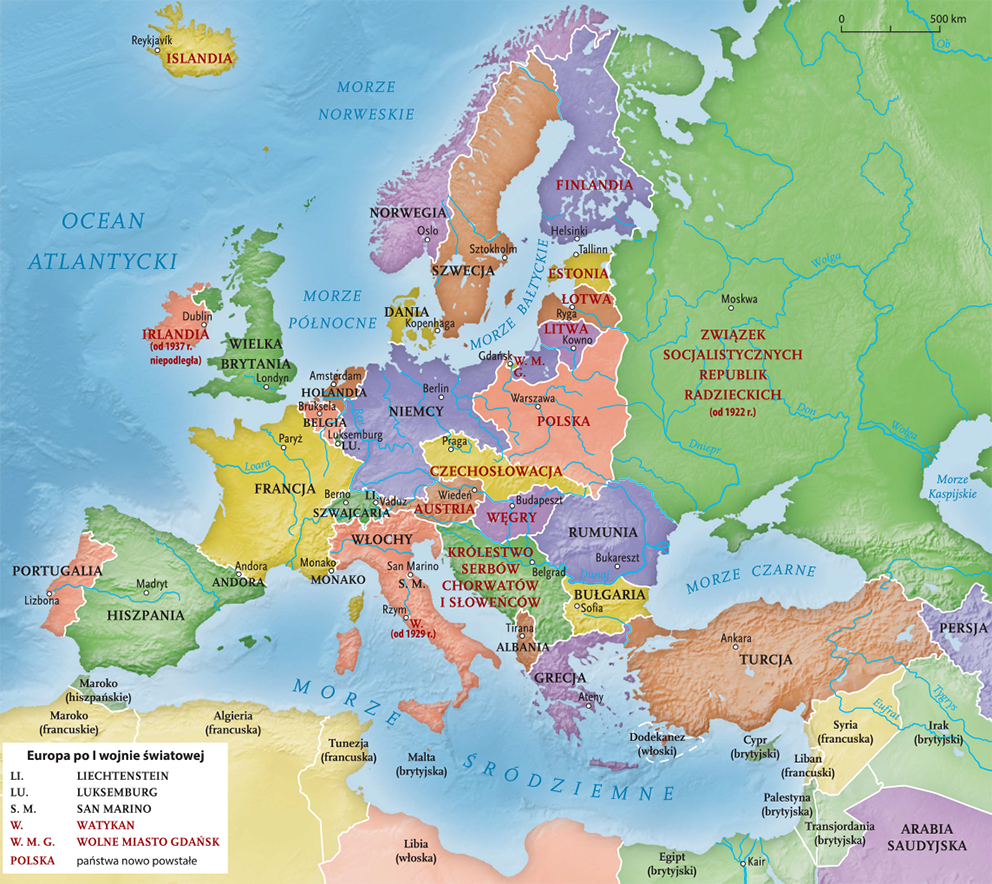 0 500 km
Ob
Reykjavík
ISLANDIA
MORZE
NORWESKIE
OCEAN
ATLANTYCKI
FINLANDIA
NORWEGIA
Oslo
Helsinki
Sztokholm
SZWECJA
Tallinn
ESTONIA
MORZE BAŁTYCKIE
Wołga
MORZE
PÓŁNOCNE
DANIA
Kopenhaga
ŁOTWA
Ryga
Moskwa
Dublin
IRLANDIA
(od 1937 r.
niepodległa)
WIELKA
BRYTANIA
Londyn
LITWA
Kowno
ZWIĄZEK
SOCJALISTYCZNYCH
REPUBLIK
RADZIECKICH
(od 1922 r.)
Gdańsk
W. M.
G.
Amsterdam
HOLANDIA
Berlin
NIEMCY
Warszawa
POLSKA
Bruksela
BELGIA
Ren
Luksemburg
LU.
Don
Wołga
Dniepr
Paryż
Loara
FRANCJA
Praga
CZECHOSŁOWACJA
Morze
Kaspijskie
Berno
LI.
Vaduz
SZWAJCARIA
Wiedeń
AUSTRIA
Budapeszt
WĘGRY
RUMUNIA
Bukareszt
WŁOCHY
KRÓLESTWO
SERBÓW
CHORWATÓW
I SŁOWEŃCÓW
Belgrad
Dunaj
MORZE CZARNE
PORTUGALIA
Lizbona
Madryt
HISZPANIA
Andora
ANDORA
Monako
MONAKO
San Marino
S. M.
Rzym
W.
(od 1929 r.)
BUŁGARIA
Sofia
Tirana
ALBANIA
PERSJA
Ankara
TURCJA
GRECJA
Ateny
Maroko
(hiszpańskie)
Maroko
(francuskie)
Algieria
(francuska)
Tunezja
(francuska)
MORZE
ŚRÓDZIEMNE
Malta
(brytyjska)
Dodekanez
(włoski)
Cypr
(brytyjski)
Syria
(francuska)
Eufrat
Tygrys
Irak
(brytyjski)
Liban
(francuski)
Palestyna
(brytyjska)
Transjordania
(brytyjska)
ARABIA
SAUDYJSKA
Libia
(włoska)
Egipt
(brytyjski)
Kair
Europa po I wojnie światowej
LI. LIECHTENSTEIN
LU. LUKSEMBURG
S. M. SAN MARINO
W. WATYKAN
W. M. G. WOLNE MIASTO GDAŃSK
POLSKA państwa nowo powstałe